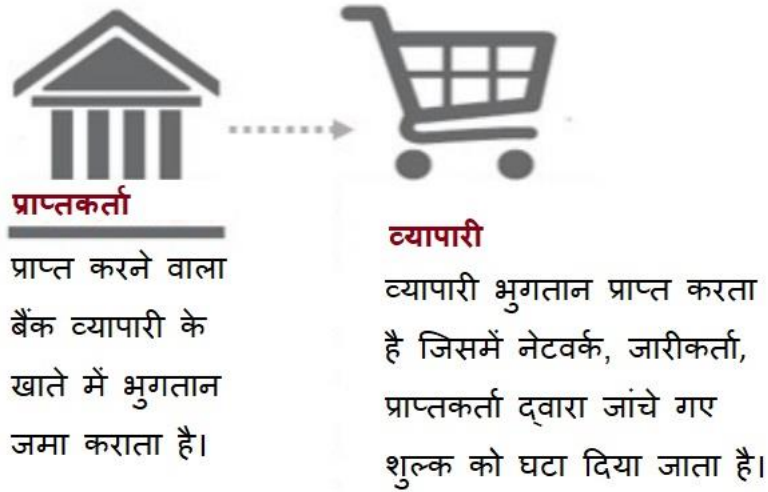 प्राप्तकर्ता
प्राप्त करने वाला
बैंक व्यापारी के
खाते में भुगतान
जमा कराता है।
व्यापारी
व्यापारी भुगतान प्राप्त करता
है जिसमें नेटवर्क, जारीकर्ता,
प्राप्तकर्ता द्वारा जांचे गए
शुल्क को घटा दिया जाता है।